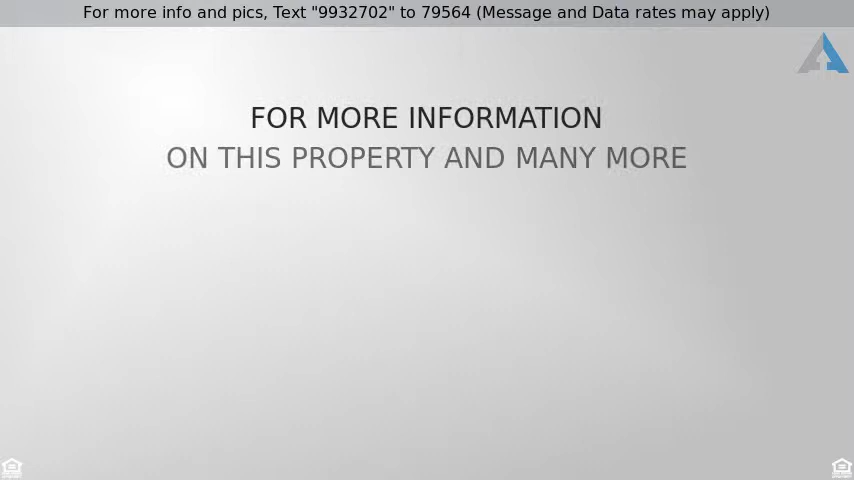 For more info and pics, Text "9932702" to 79564 (Message and Data rates may apply)
FOR MORE INFORMATION
ON THIS PROPERTY AND MANY MORE